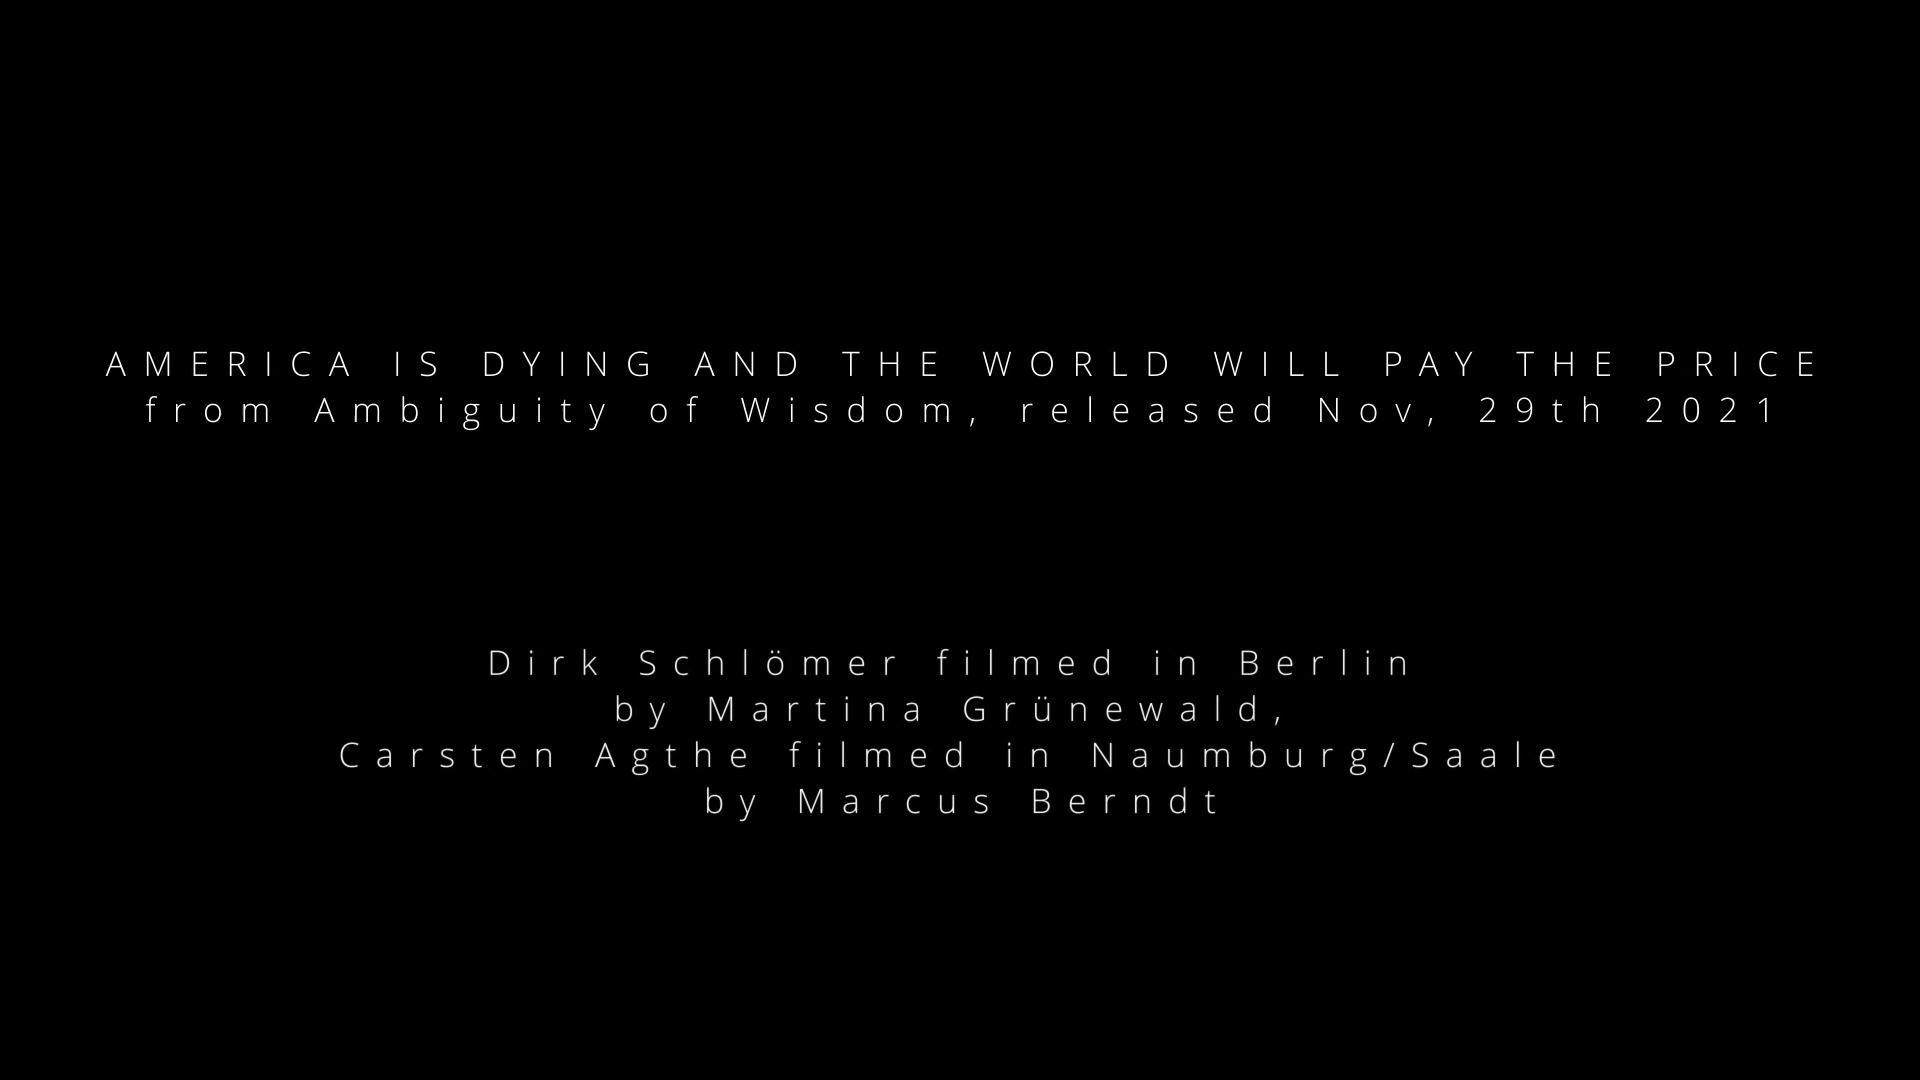 AMERICA IS DYING AND THE WORLD WILL PAY THE PRICE
from Ambiguity of Wisdom, released Nov, 29th 2021
Dirk Schlömer filmed in Berlin
by Martina Grünewald,
Carsten Agthe filmed in Naumburg/Saale
by Marcus Berndt